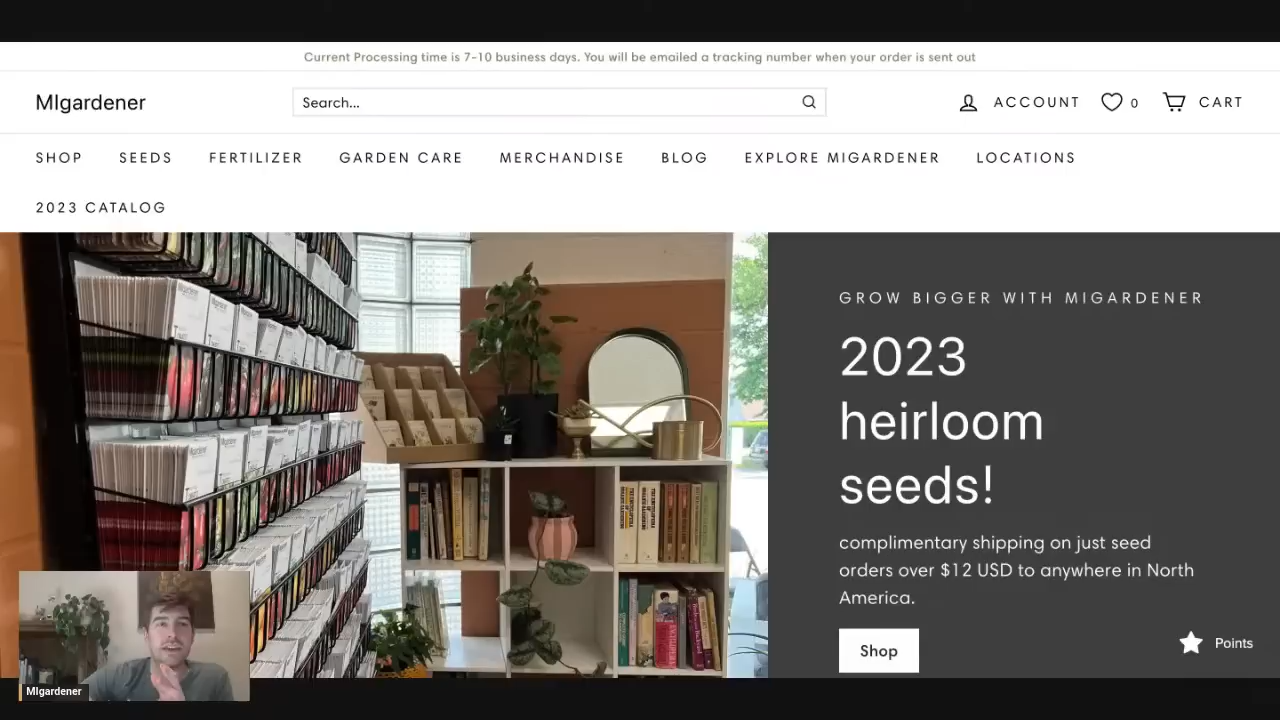 Current Processing time is 7-10 business days. You will be emailed a tracking number when your order is sent out
MIgardener
Search...
ACCOUNT
0
CART
SHOP
SEEDS
FERTILIZER
GARDEN CARE
MERCHANDISE
BLOG
EXPLORE MIGARDENER
LOCATIONS
2023 CATALOG
GROW BIGGER WITH MIGARDENER
2023
heirloom
seeds!
complimentary shipping on just seed
orders over $12 USD to anywhere in North
America.
Shop
Points
MIgardener